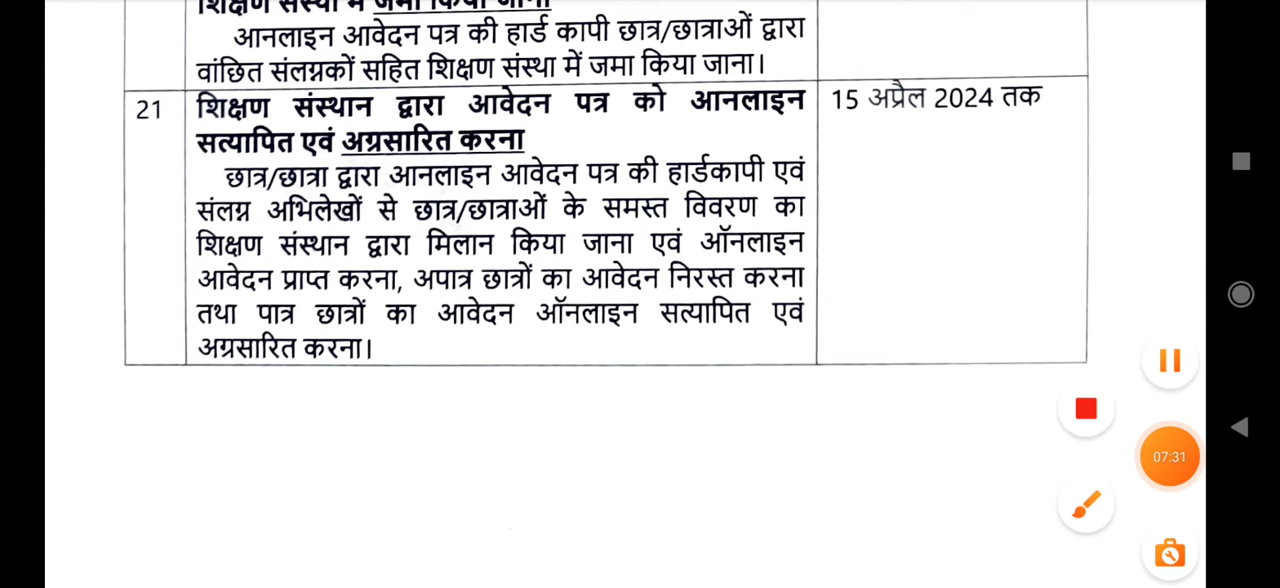 शिक्षण संस्था में जमा किया जाना
आनलाइन आवेदन पत्र की हार्ड कापी छात्र/छात्राओं द्वारा
वांछित संलग्नकों सहित शिक्षण संस्था में जमा किया जाना।
21
शिक्षण संस्थान द्वारा आवेदन पत्र को आनलाइन
सत्यापित एवं अग्रसारित करना
छात्र/छात्रा द्वारा आनलाइन आवेदन पत्र की हार्डकापी एवं
संलग्न अभिलेखों से छात्र/छात्राओं के समस्त विवरण का
शिक्षण संस्थान द्वारा मिलान किया जाना एवं ऑनलाइन
आवेदन प्राप्त करना, अपात्र छात्रों का आवेदन निरस्त करना
तथा पात्र छात्रों का आवेदन ऑनलाइन सत्यापित एवं
अग्रसारित करना।
15 अप्रैल 2024 तक
07:31